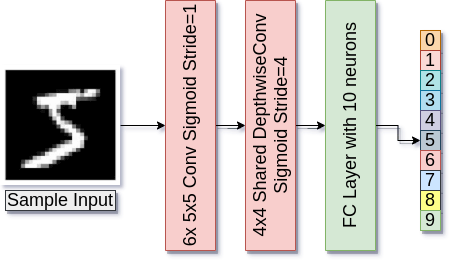 Sample Input
6x 5x5 Conv Sigmoid Stride=1
4x4 Shared DepthwiseConv
Sigmoid Stride=4
FC Layer with 10 neurons
0
1
2
3
4
5
6
7
8
9